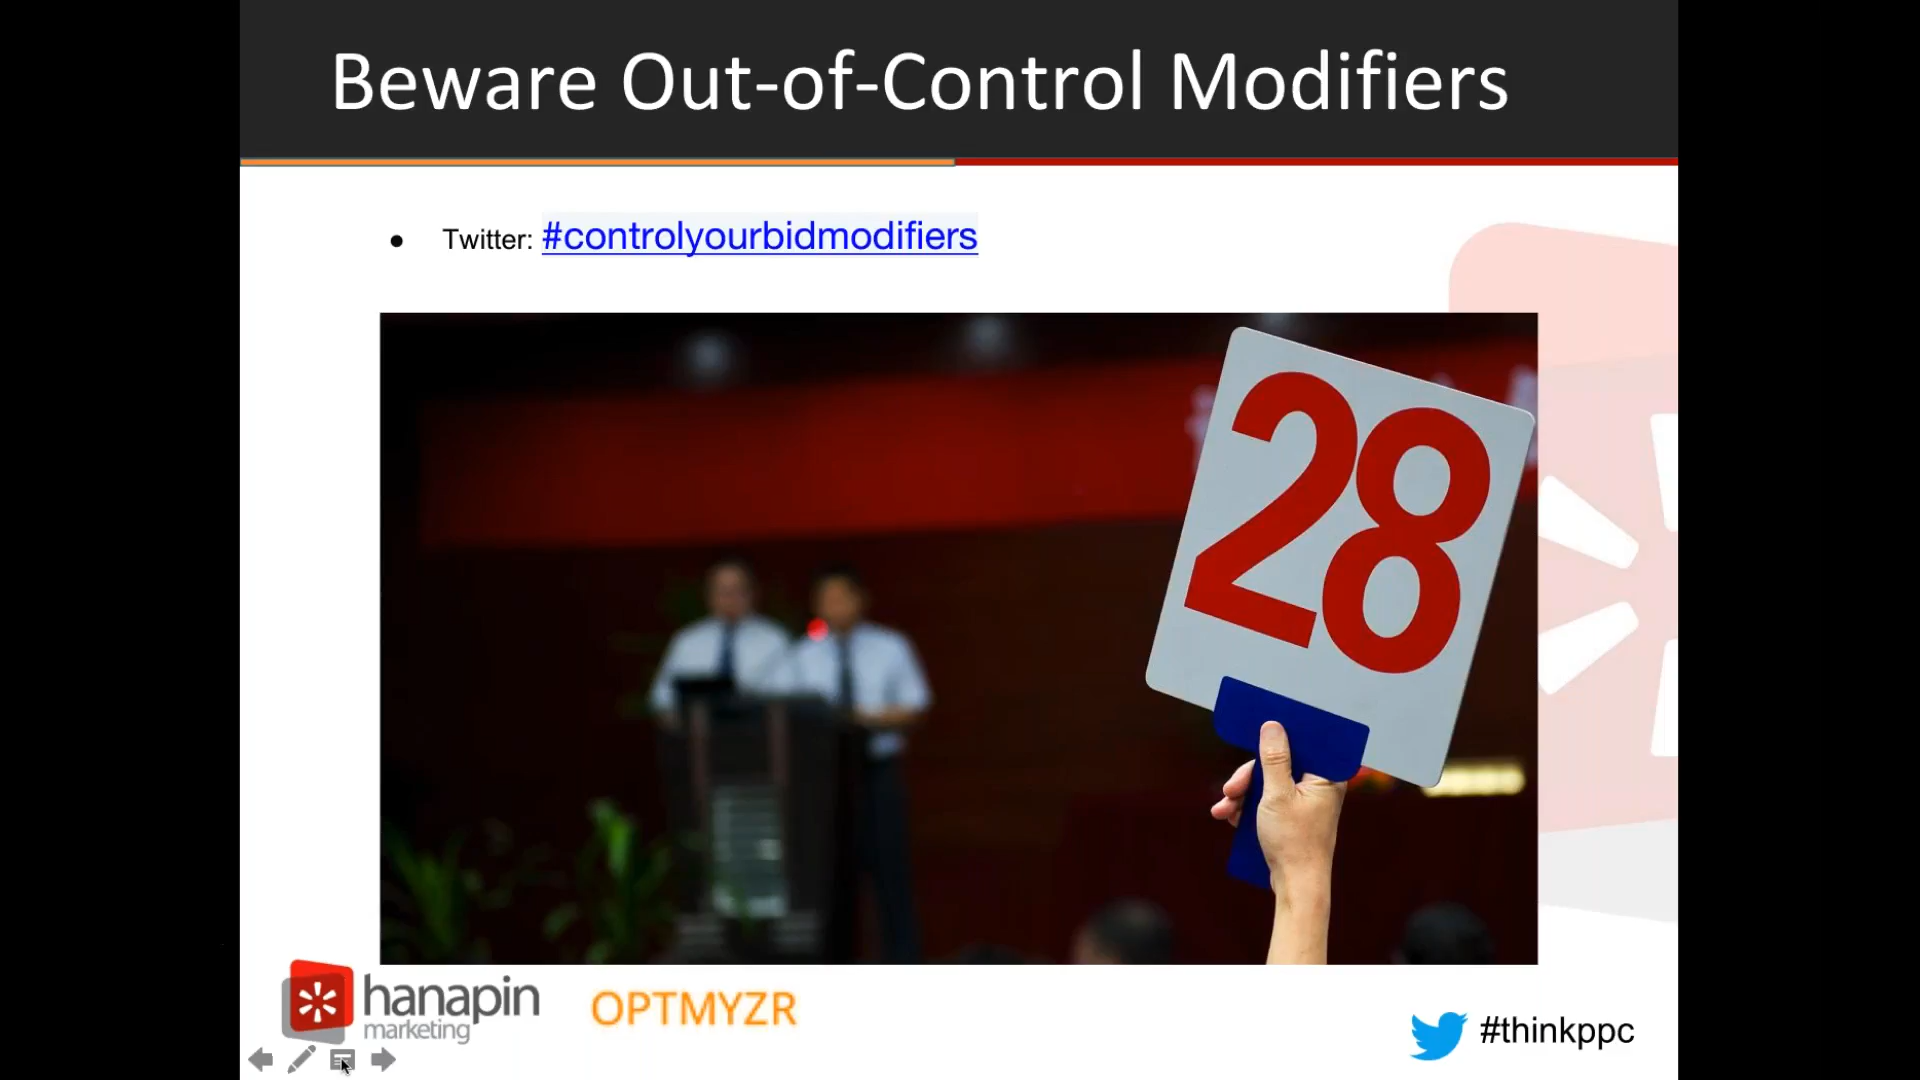 Beware Out-of-Control Modifiers
Twitter: #controlyourbidmodifiers
28
hanapin
marketing
OPTMYZR
#thinkppc